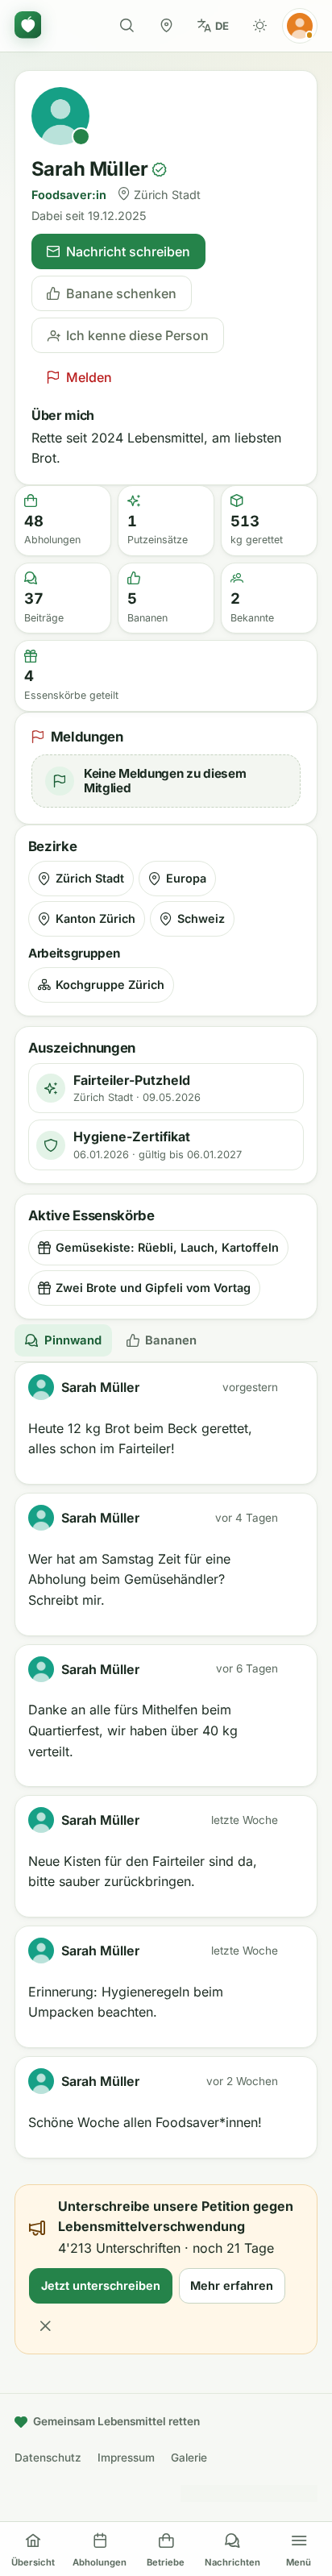 DE
Sarah Müller
Foodsaver:in Zürich Stadt
Dabei seit 19.12.2025
Nachricht schreiben
Banane schenken
Ich kenne diese Person
Melden
Über mich
Rette seit 2024 Lebensmittel, am liebsten
Brot.
48
Abholungen
1
Putzeinsätze
513
kg gerettet
37
Beiträge
5
Bananen
2
Bekannte
4
Essenskörbe geteilt
Meldungen
Keine Meldungen zu diesem
Mitglied
Bezirke
Zürich Stadt
Europa
Kanton Zürich
Schweiz
Arbeitsgruppen
Kochgruppe Zürich
Auszeichnungen
Fairteiler-Putzheld
Zürich Stadt · 09.05.2026
Hygiene-Zertifikat
06.01.2026 · gültig bis 06.01.2027
Aktive Essenskörbe
Gemüsekiste: Rüebli, Lauch, Kartoffeln
Zwei Brote und Gipfeli vom Vortag
Pinnwand
Bananen
Sarah Müller vorgestern
Heute 12 kg Brot beim Beck gerettet,
alles schon im Fairteiler!
Sarah Müller vor 4 Tagen
Wer hat am Samstag Zeit für eine
Abholung beim Gemüsehändler?
Schreibt mir.
Sarah Müller vor 6 Tagen
Danke an alle fürs Mithelfen beim
Quartierfest, wir haben über 40 kg
verteilt.
Sarah Müller letzte Woche
Neue Kisten für den Fairteiler sind da,
bitte sauber zurückbringen.
Sarah Müller letzte Woche
Erinnerung: Hygieneregeln beim
Umpacken beachten.
Sarah Müller vor 2 Wochen
Schöne Woche allen Foodsaver*innen!
Unterschreibe unsere Petition gegen
Lebensmittelverschwendung
4'213 Unterschriften · noch 21 Tage
Jetzt unterschreiben
Mehr erfahren
Gemeinsam Lebensmittel retten
Datenschutz Impressum Galerie
Übersicht Abholungen Betriebe Nachrichten Menü